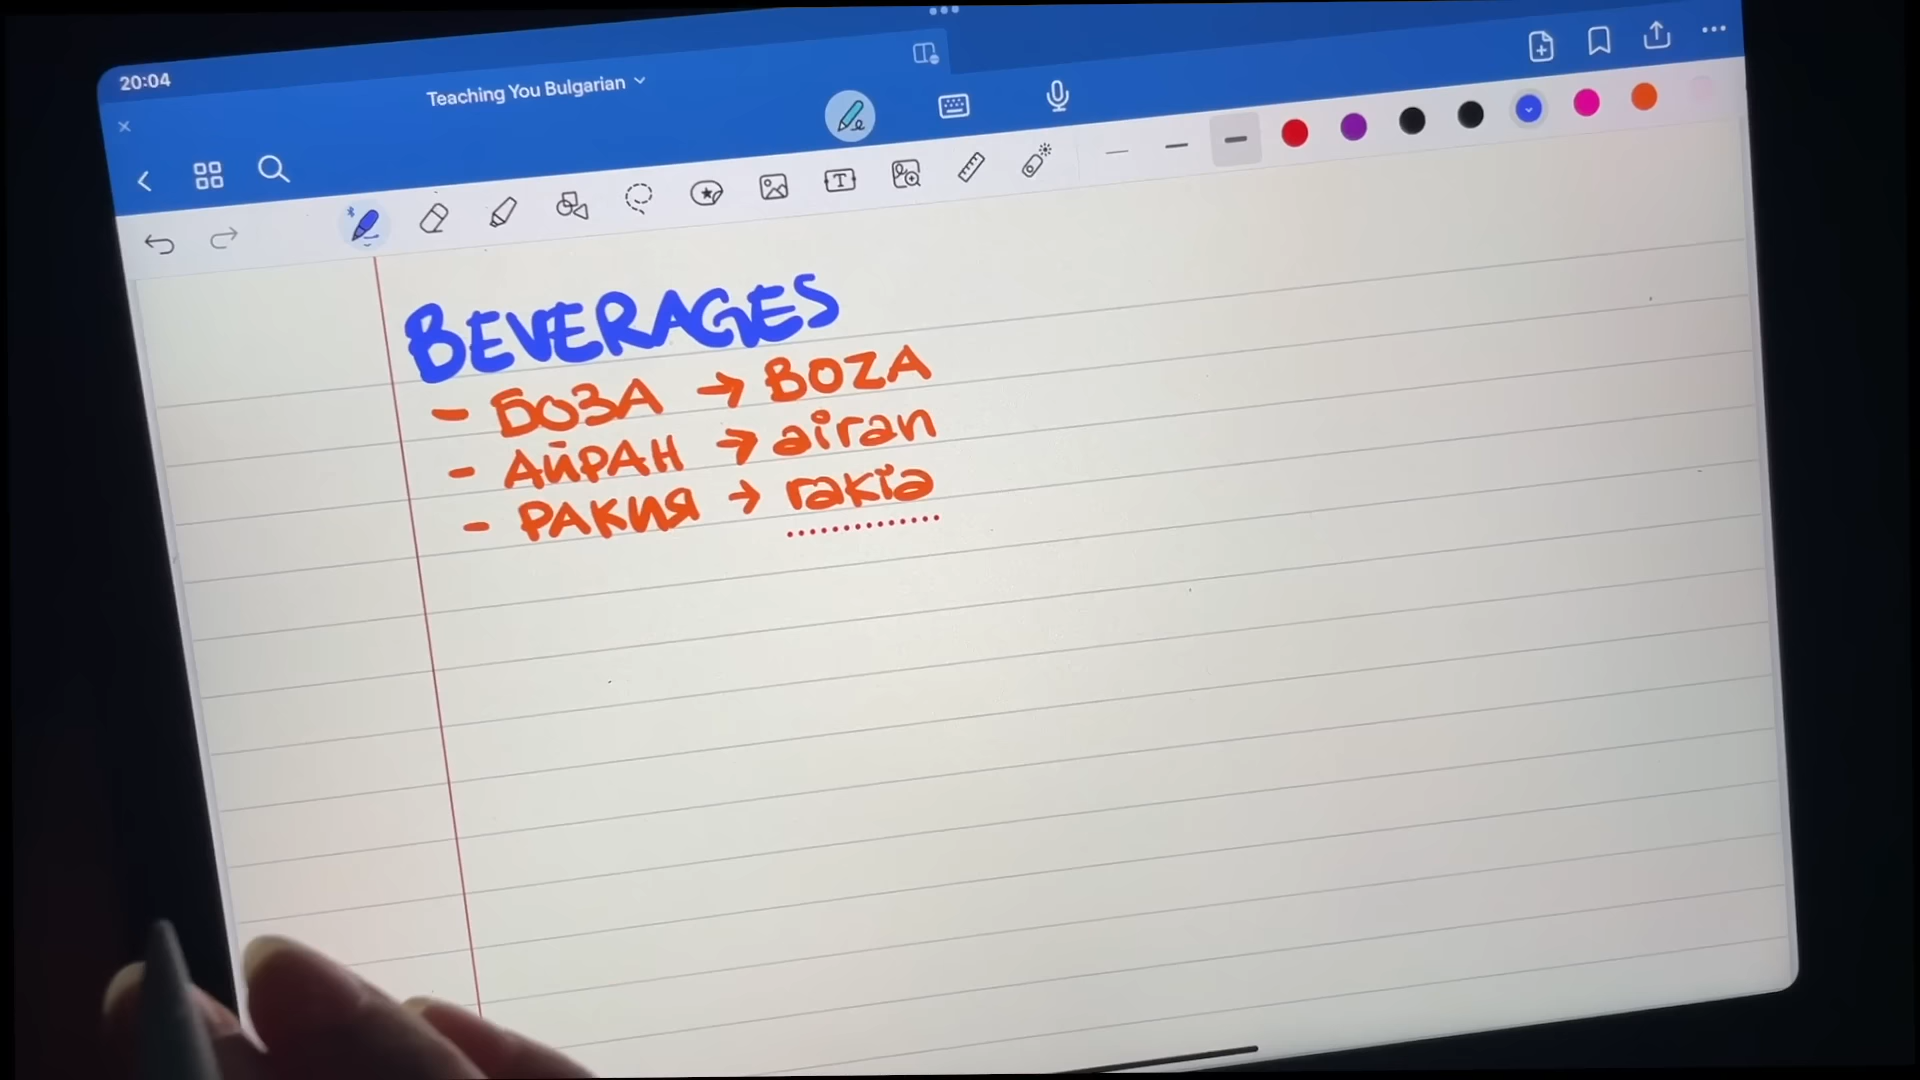 20:04
Teaching You Bulgarian
BEVERAGES
- БОЗА → BOZA
- АЙРАН → airan
- РАКИЯ → rakia